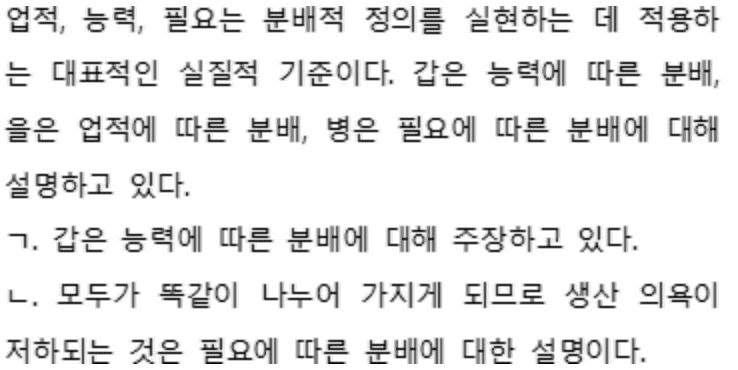 업적, 능력, 필요는 분배적 정의를 실현하는 데 적용하
는 대표적인 실질적 기준이다. 갑은 능력에 따른 분배,
을은 업적에 따른 분배, 병은 필요에 따른 분배에 대해
설명하고 있다.
ㄱ. 갑은 능력에 따른 분배에 대해 주장하고 있다.
ㄴ. 모두가 똑같이 나누어 가지게 되므로 생산 의욕이
저하되는 것은 필요에 따른 분배에 대한 설명이다.